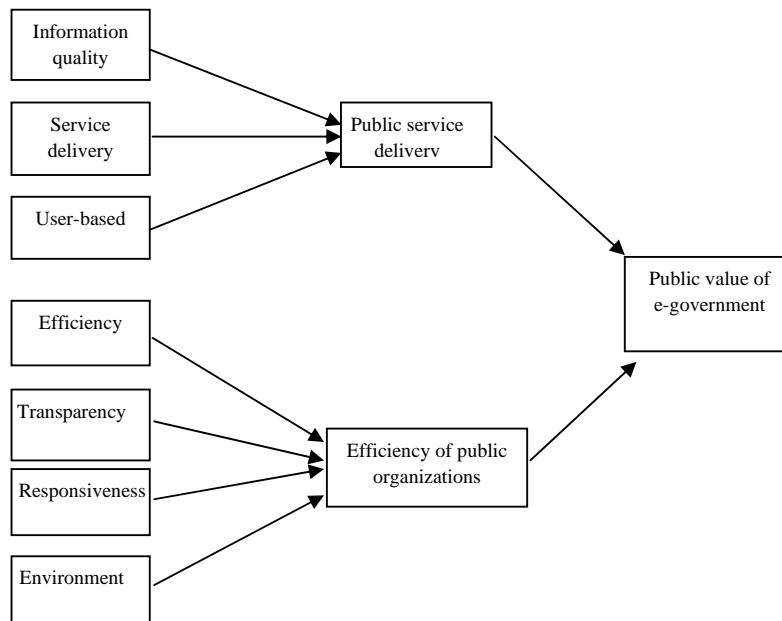 Information
quality
Service
delivery
User-based
Public service
delivery
Public value of
e-government
Efficiency
Transparency
Responsiveness
Environment
Efficiency of public
organizations